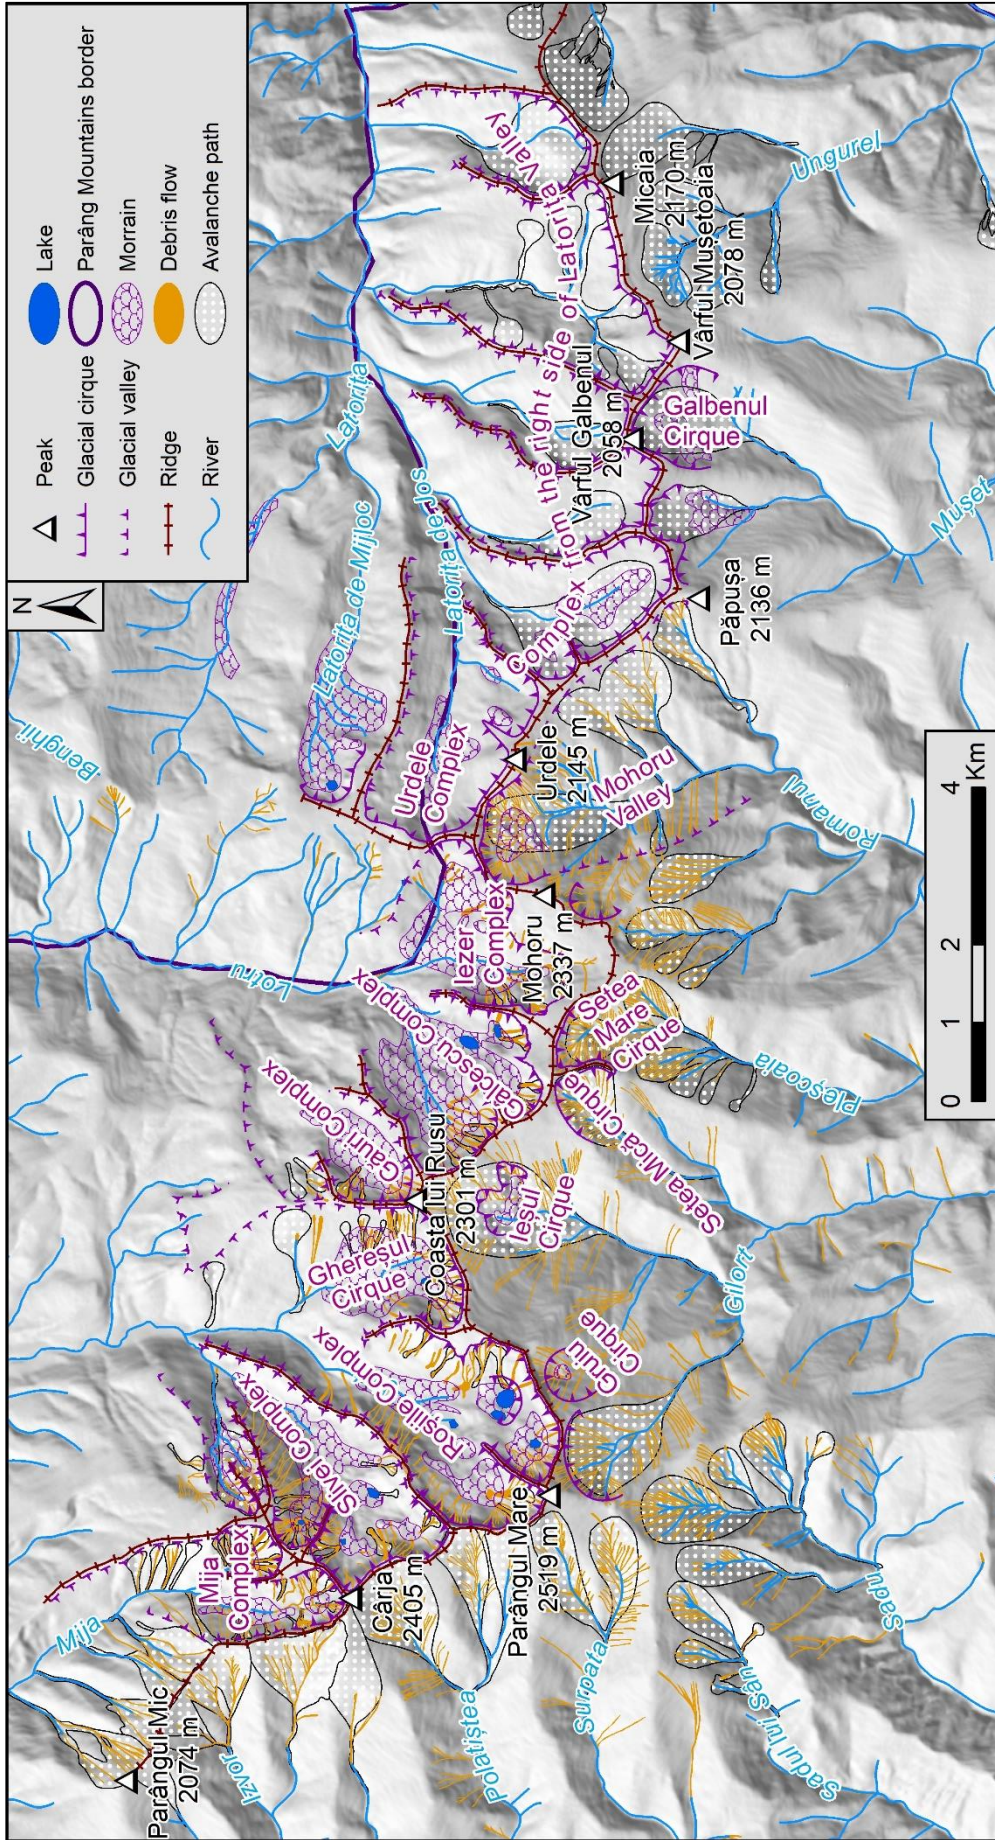 N
Peak
Glacial cirque
Glacial valley
Ridge
River
Lake
Parâng Mountains border
Morrain
Debris flow
Avalanche path
Parângul Mic
2074 m
Mija
Izvor
Mija
Complex
Cârja
2405 m
Slivei Complex
Roșiile Complex
Parângul Mare
2519 m
Polatiștea
Surpata
Sadul lui San
Sadu
Gruiu
Cirque
Gheresul
Cirque
Coasta lui Rusu
2301 m
Găuri Complex
Iesul
Cirque
Gilort
Gâlcescu Complex
Setea Mică Cirque
Setea
Mare
Cirque
Pleșcoaia
Lotru
Iezer
Complex
Mohoru
2337 m
Benghii
Urdele
Complex
Urdele
2145 m
Mohoru
Valley
Romanul
Latorița de Mijloc
Latorița de Jos
Latorița
Complex from the right side of Latorița Valley
Păpușa
2136 m
Vârful Galbenul
2058 m
Galbenul
Cirque
Mușet
Vârful Mușetoaia
2078 m
Micaia
2170 m
Ungurel
0 1 2 4
Km